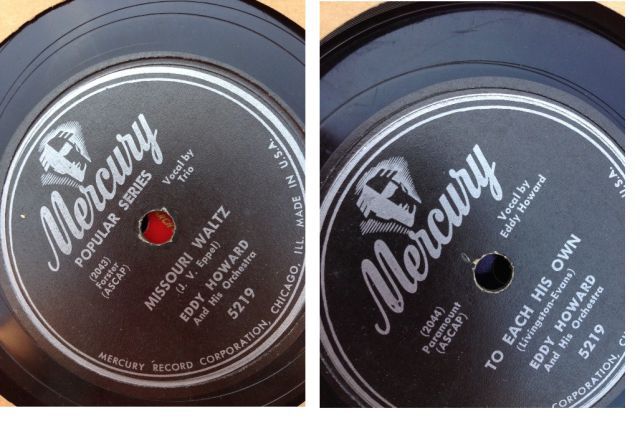 Mercury
POPULAR SERIES
Vocal by
Trio
(2043)
Forster
(ASCAP)
MISSOURI WALTZ
(J. V. Eppel)
EDDY HOWARD
And His Orchestra
5219
MERCURY RECORD CORPORATION, CHICAGO, ILL. MADE IN U.S.A.
Mercury
Vocal by
Eddy Howard
(2044)
Paramount
(ASCAP)
TO EACH HIS OWN
(Livingston-Evans)
EDDY HOWARD
And His Orchestra
5219
CORPORATION, C
U.S.A.